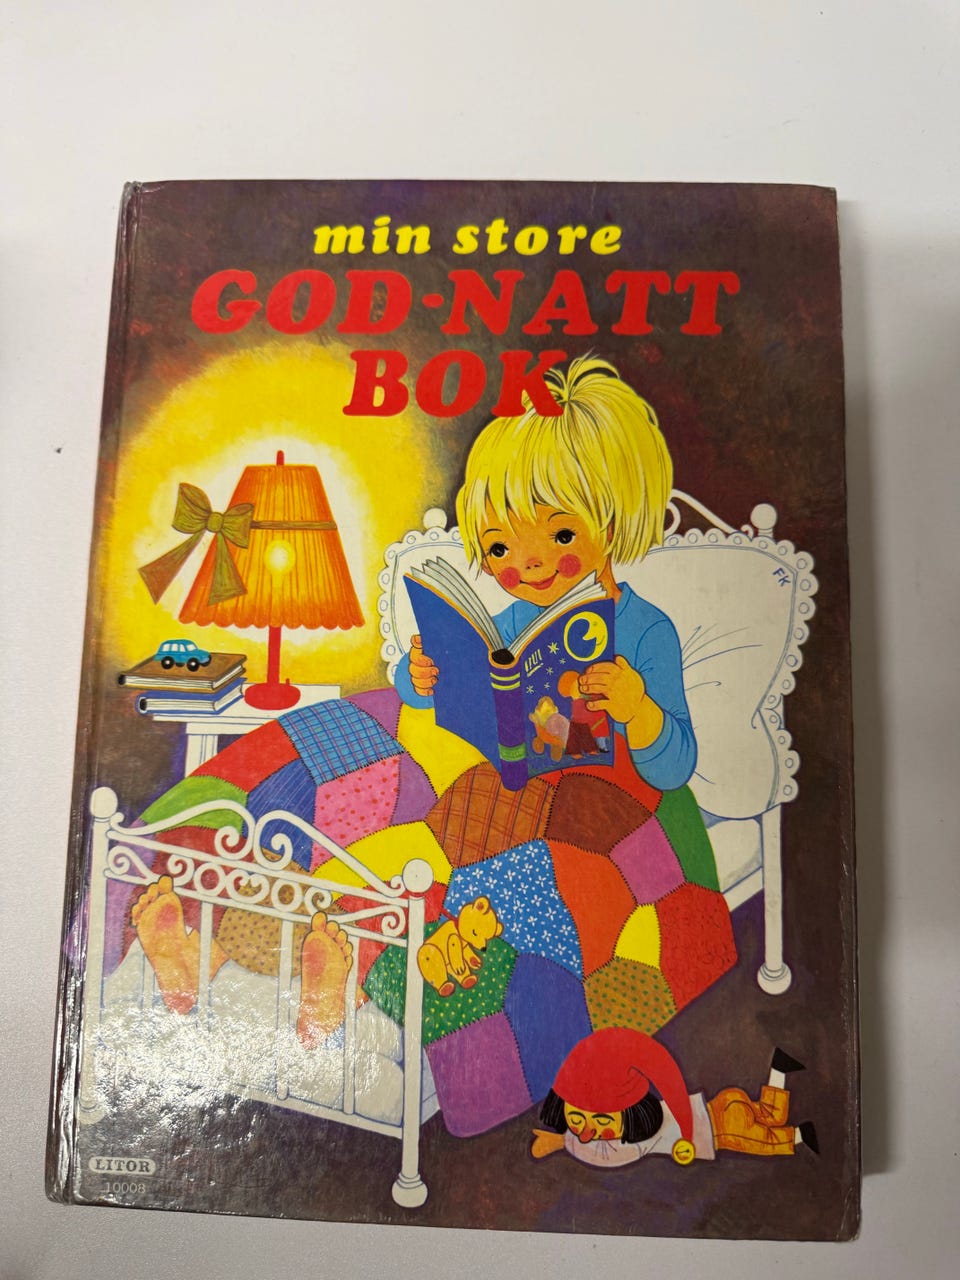 min store
GOD-NATT
BOK
FK
LITOR
10008